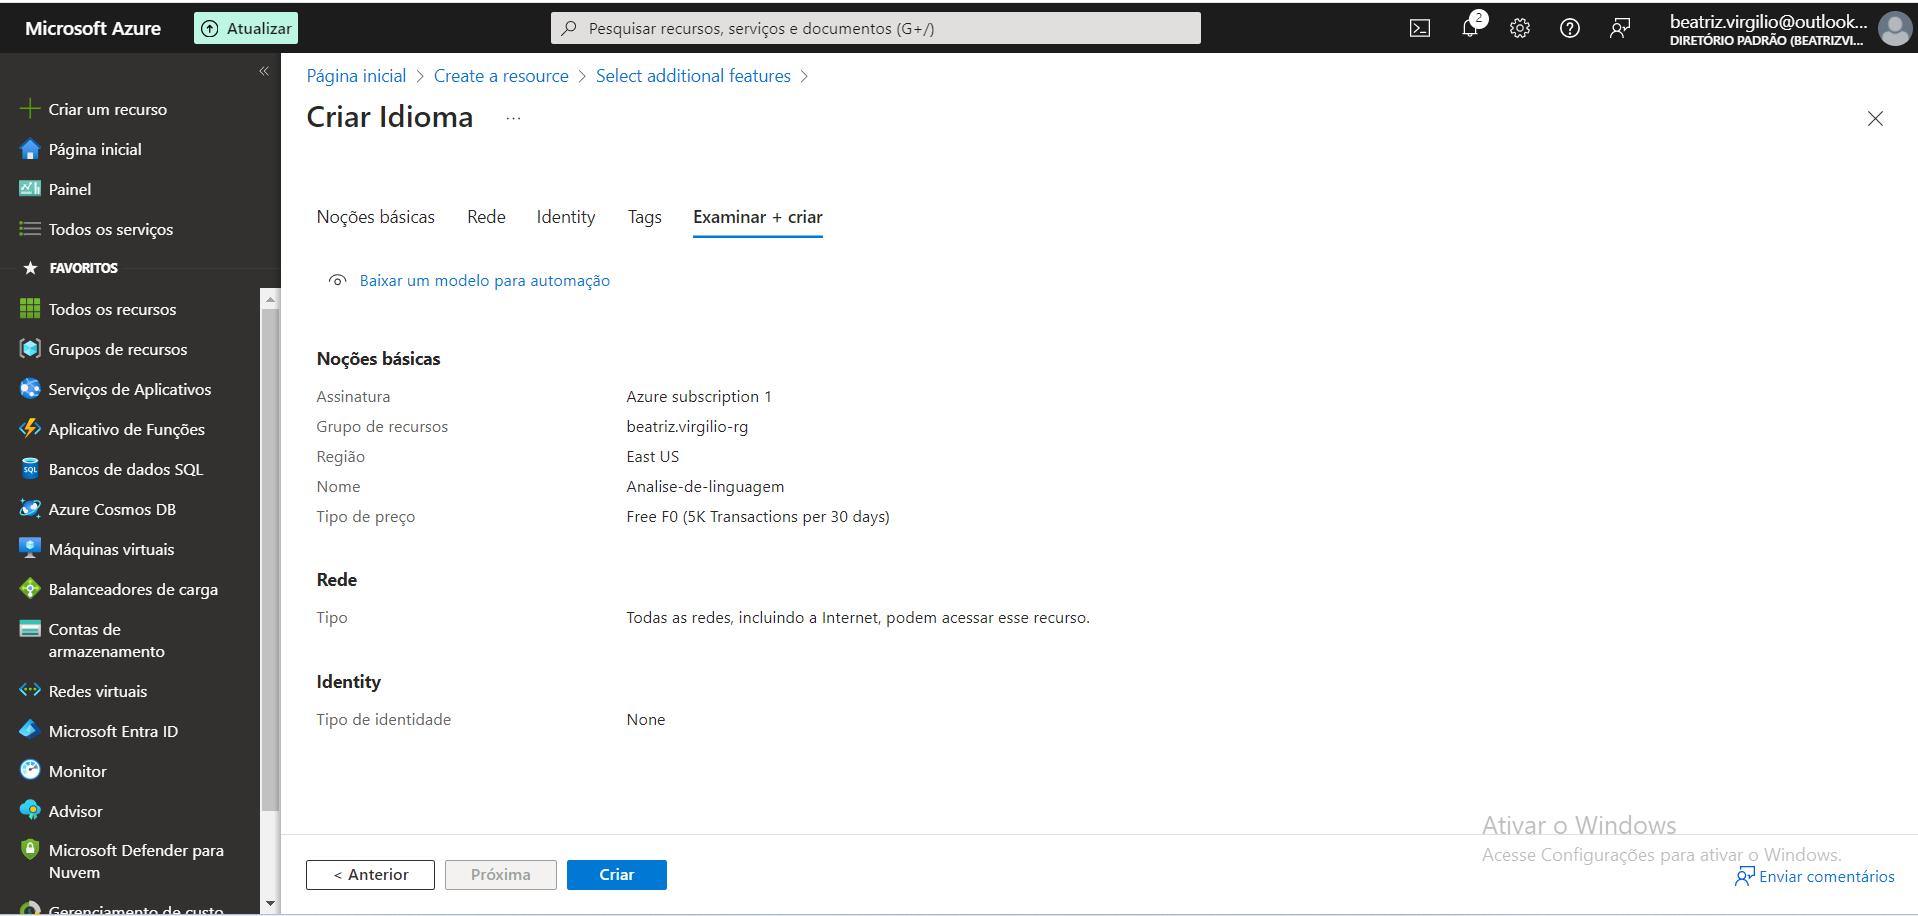 Microsoft Azure
Atualizar
Pesquisar recursos, serviços e documentos (G+/)
2
beatriz.virgilio@outlook...
DIRETÓRIO PADRÃO (BEATRIZVI...
Criar um recurso
Página inicial
Painel
Todos os serviços
FAVORITOS
Todos os recursos
Grupos de recursos
Serviços de Aplicativos
Aplicativo de Funções
SQL
Bancos de dados SQL
Azure Cosmos DB
Máquinas virtuais
Balanceadores de carga
Contas de
armazenamento
Redes virtuais
Microsoft Entra ID
Monitor
Advisor
Microsoft Defender para
Nuvem
Gerenciamento de custo
Página inicial > Create a resource > Select additional features >
Criar Idioma ...
Noções básicas Rede Identity Tags Examinar + criar
Baixar um modelo para automação
Noções básicas
Assinatura Azure subscription 1
Grupo de recursos beatriz.virgilio-rg
Região East US
Nome Analise-de-linguagem
Tipo de preço Free F0 (5K Transactions per 30 days)
Rede
Tipo Todas as redes, incluindo a Internet, podem acessar esse recurso.
Identity
Tipo de identidade None
Ativar o Windows
Acesse Configurações para ativar o Windows.
< Anterior Próxima Criar
Enviar comentários